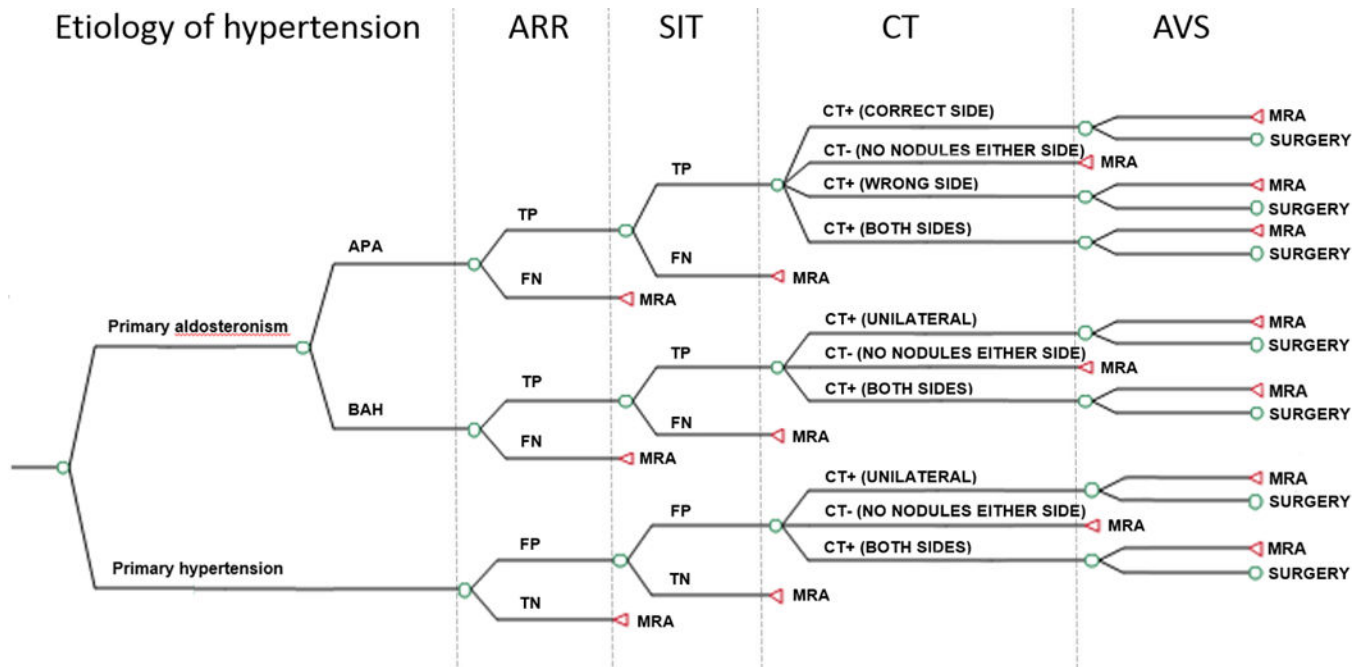 Etiology of hypertension ARR SIT CT AVS
CT+ (CORRECT SIDE)
MRA
SURGERY
CT- (NO NODULES EITHER SIDE)
MRA
TP
CT+ (WRONG SIDE)
MRA
SURGERY
TP
CT+ (BOTH SIDES)
MRA
SURGERY
APA
FN
MRA
FN
MRA
Primary aldosteronism
CT+ (UNILATERAL)
MRA
SURGERY
TP
CT- (NO NODULES EITHER SIDE)
MRA
TP
CT+ (BOTH SIDES)
MRA
SURGERY
BAH
FN
MRA
FN
MRA
CT+ (UNILATERAL)
MRA
SURGERY
FP
CT- (NO NODULES EITHER SIDE)
MRA
FP
CT+ (BOTH SIDES)
MRA
SURGERY
Primary hypertension
TN
MRA
TN
MRA